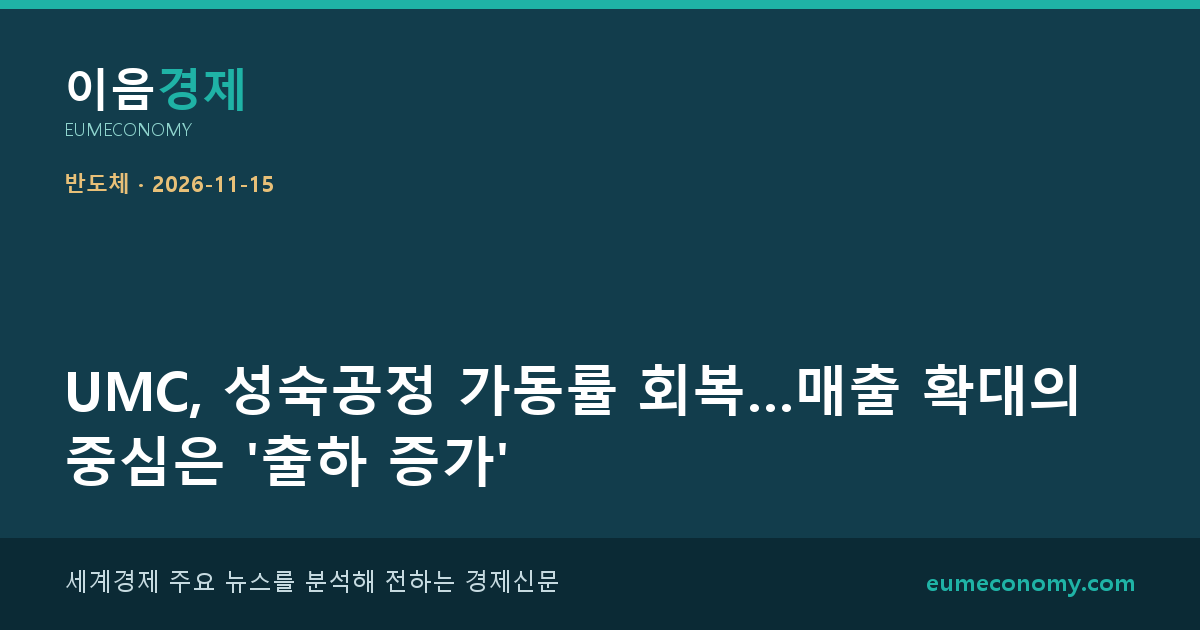 이음경제
EUMECONOMY
반도체 · 2026-11-15
UMC, 성숙공정 가동률 회복…매출 확대의
중심은 '출하 증가'
세계경제 주요 뉴스를 분석해 전하는 경제신문
eumeconomy.com